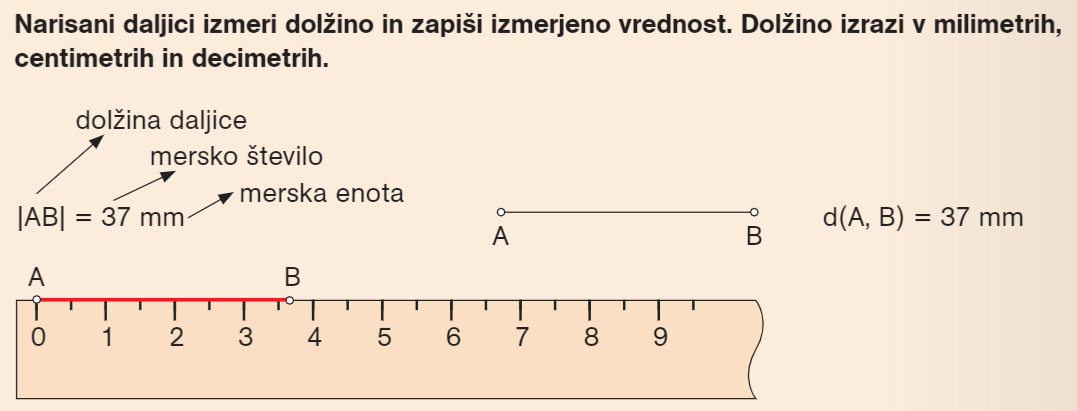 Narisani daljici izmeri dolžino in zapiši izmerjeno vrednost. Dolžino izrazi v milimetrih,
centimetrih in decimetrih.
dolžina daljice
mersko število
merska enota
|AB| = 37 mm
A B
d(A, B) = 37 mm
A B
0 1 2 3 4 5 6 7 8 9